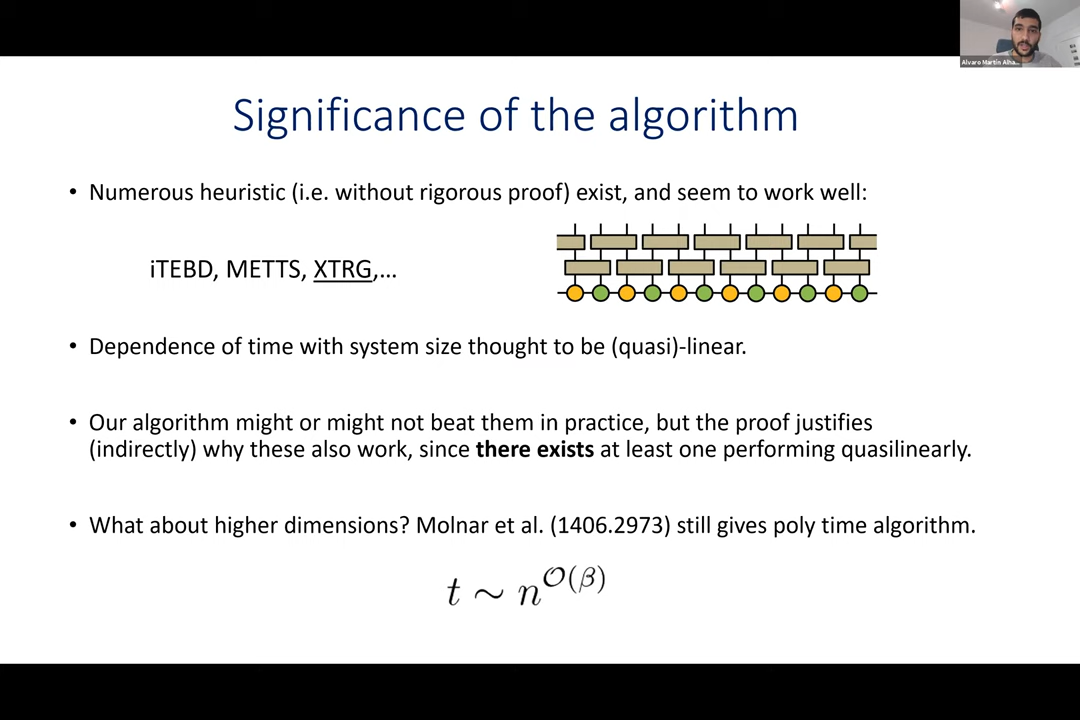 Alvaro Martin Alha...
Significance of the algorithm
• Numerous heuristic (i.e. without rigorous proof) exist, and seem to work well:
iTEBD, METTS, XTRG,...
• Dependence of time with system size thought to be (quasi)-linear.
• Our algorithm might or might not beat them in practice, but the proof justifies
(indirectly) why these also work, since there exists at least one performing quasilinearly.
• What about higher dimensions? Molnar et al. (1406.2973) still gives poly time algorithm.
t ∼ n^{𝒪(β)}